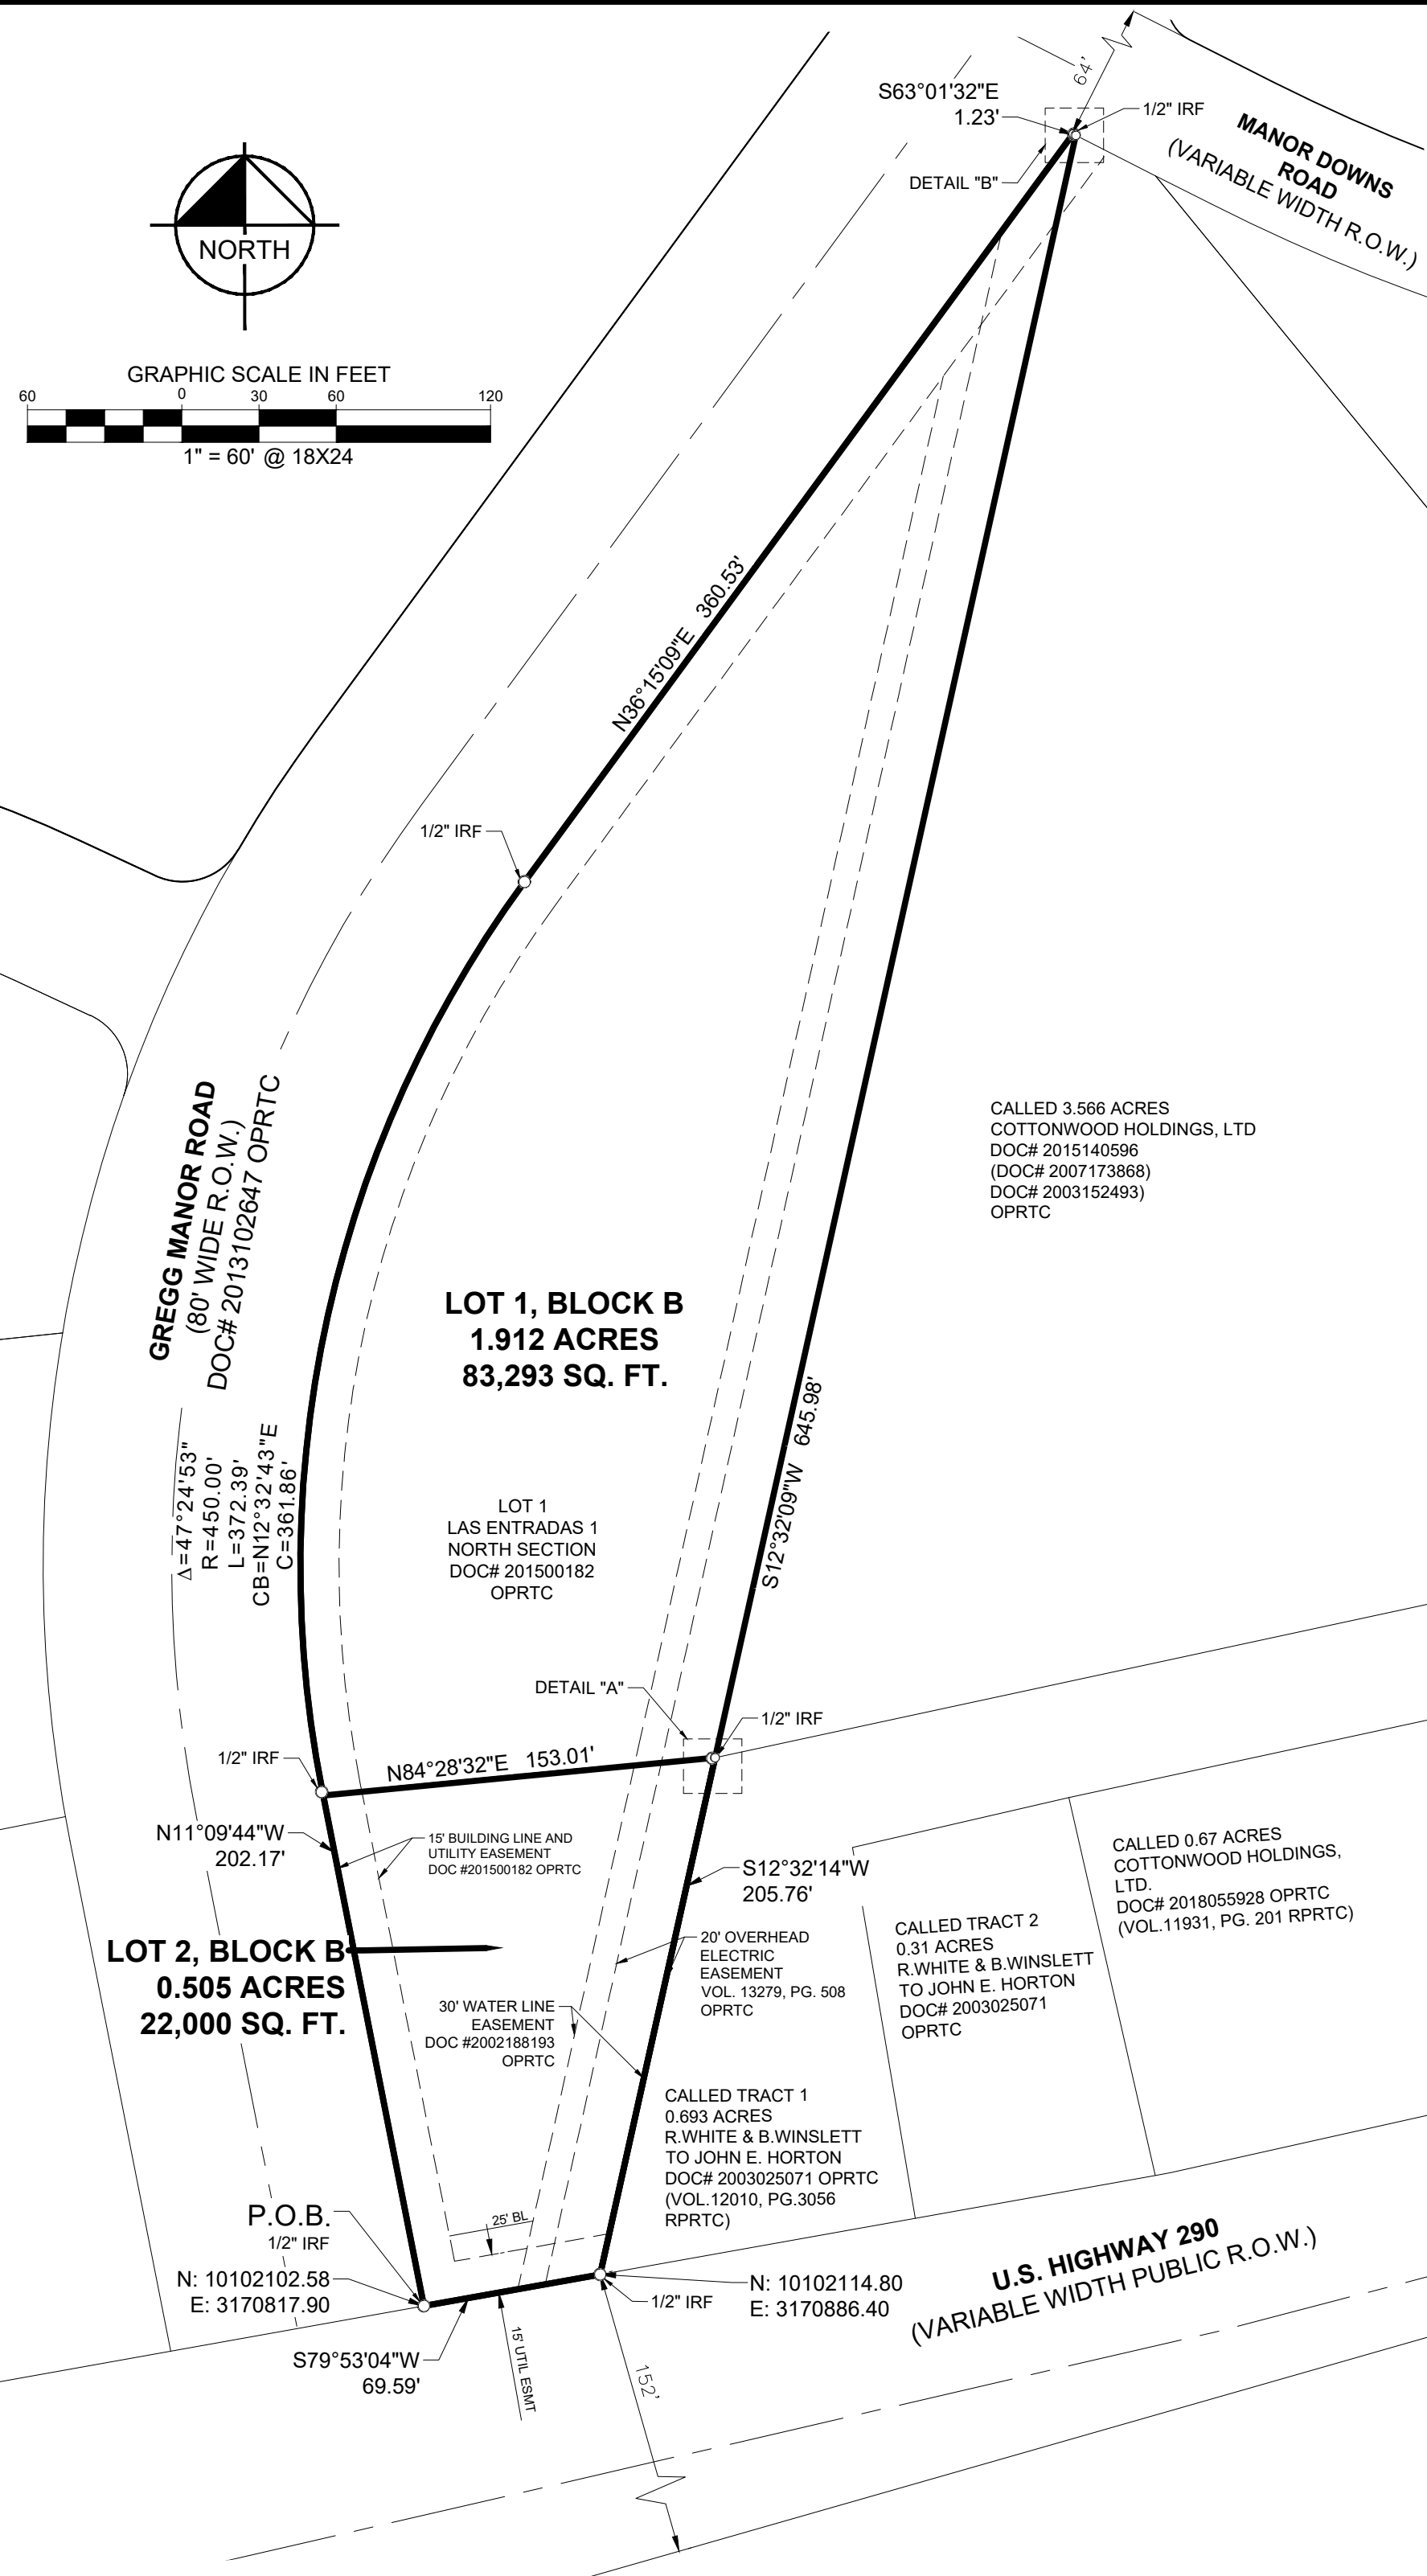 64'
S63°01'32"E
1.23'
1/2" IRF
DETAIL "B"
MANOR DOWNS
ROAD
(VARIABLE WIDTH R.O.W.)
NORTH
GRAPHIC SCALE IN FEET
60 0 30 60 120
1" = 60' @ 18X24
N36°15'09"E 360.53'
1/2" IRF
GREGG MANOR ROAD
(80' WIDE R.O.W.)
DOC# 2013102647 OPRTC
CALLED 3.566 ACRES
COTTONWOOD HOLDINGS, LTD
DOC# 2015140596
(DOC# 2007173868)
DOC# 2003152493)
OPRTC
LOT 1, BLOCK B
1.912 ACRES
83,293 SQ. FT.
S12°32'09"W 645.98'
Δ=47°24'53"
R=450.00'
L=372.39'
CB=N12°32'43"E
C=361.86'
LOT 1
LAS ENTRADAS 1
NORTH SECTION
DOC# 201500182
OPRTC
DETAIL "A"
1/2" IRF
1/2" IRF
N84°28'32"E 153.01'
N11°09'44"W
202.17'
15' BUILDING LINE AND
UTILITY EASEMENT
DOC #201500182 OPRTC
S12°32'14"W
205.76'
CALLED 0.67 ACRES
COTTONWOOD HOLDINGS,
LTD.
DOC# 2018055928 OPRTC
(VOL.11931, PG. 201 RPRTC)
CALLED TRACT 2
0.31 ACRES
R.WHITE & B.WINSLETT
TO JOHN E. HORTON
DOC# 2003025071
OPRTC
LOT 2, BLOCK B
0.505 ACRES
22,000 SQ. FT.
20' OVERHEAD
ELECTRIC
EASEMENT
VOL. 13279, PG. 508
OPRTC
30' WATER LINE
EASEMENT
DOC #2002188193
OPRTC
CALLED TRACT 1
0.693 ACRES
R.WHITE & B.WINSLETT
TO JOHN E. HORTON
DOC# 2003025071 OPRTC
(VOL.12010, PG.3056
RPRTC)
P.O.B.
1/2" IRF
N: 10102102.58
E: 3170817.90
25' BL
N: 10102114.80
E: 3170886.40
1/2" IRF
U.S. HIGHWAY 290
(VARIABLE WIDTH PUBLIC R.O.W.)
S79°53'04"W
69.59'
15' UTIL ESMT
152'